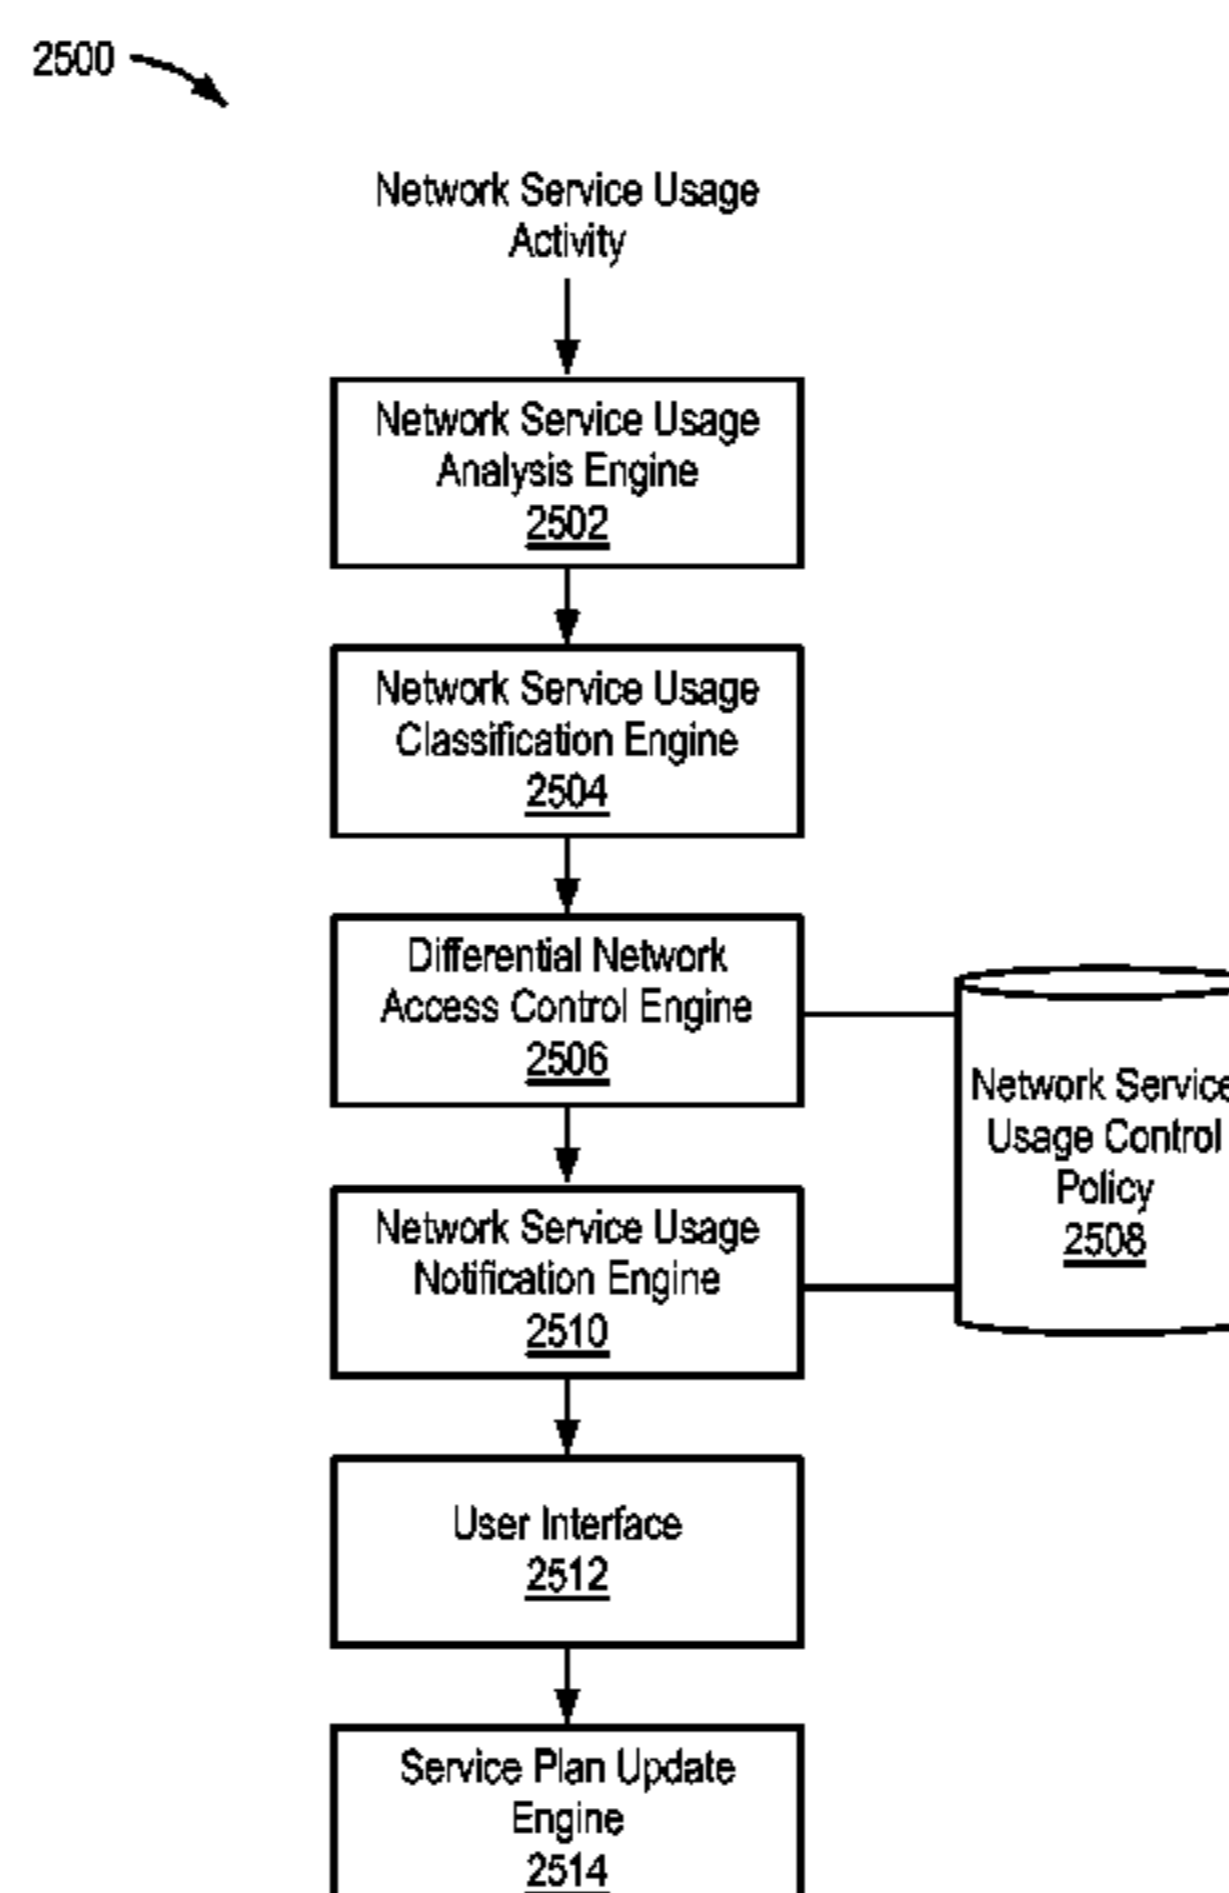 2500
Network Service Usage
Activity
Network Service Usage
Analysis Engine
2502
Network Service Usage
Classification Engine
2504
Differential Network
Access Control Engine
2506
Network Service
Usage Control
Policy
2508
Network Service Usage
Notification Engine
2510
User Interface
2512
Service Plan Update
Engine
2514